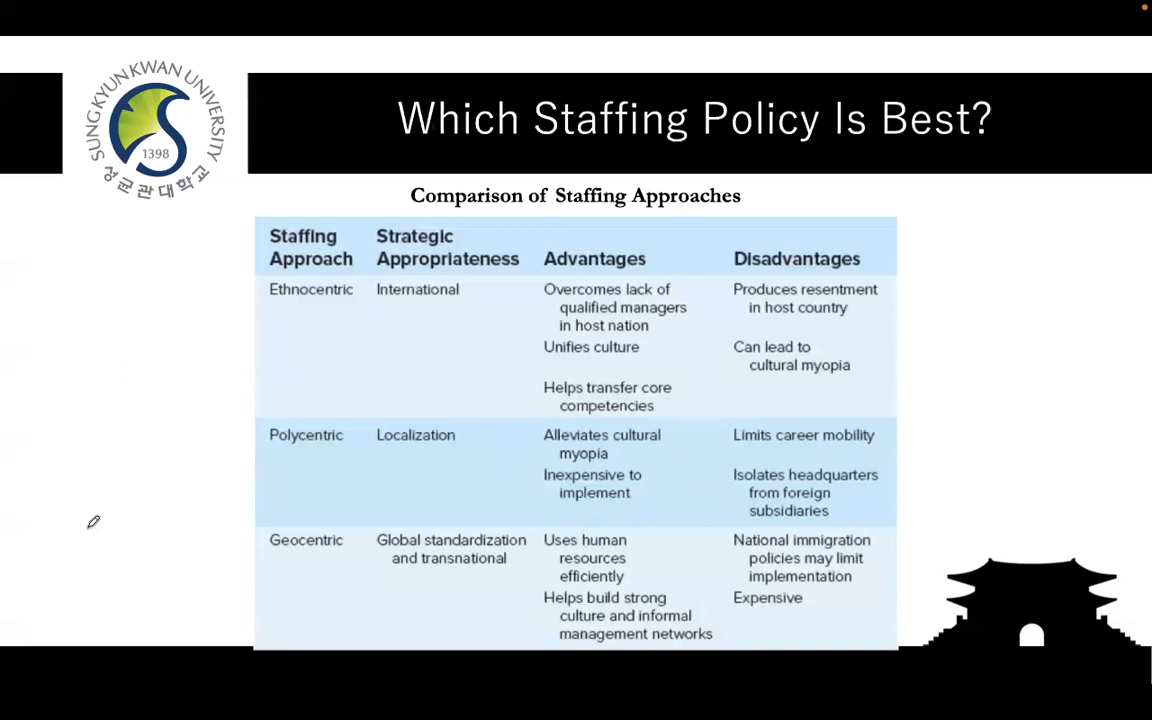 SUNGKYUNKWAN UNIVERSITY
1398
성균관대학교
Which Staffing Policy Is Best?
Comparison of Staffing Approaches
Staffing Approach
Strategic Appropriateness
Advantages
Disadvantages
Ethnocentric
International
Overcomes lack of
qualified managers
in host nation
Produces resentment
in host country
Unifies culture
Can lead to
cultural myopia
Helps transfer core
competencies
Polycentric
Localization
Alleviates cultural
myopia
Limits career mobility
Inexpensive to
implement
Isolates headquarters
from foreign
subsidiaries
Geocentric
Global standardization
and transnational
Uses human
resources
efficiently
National immigration
policies may limit
implementation
Helps build strong
culture and informal
management networks
Expensive